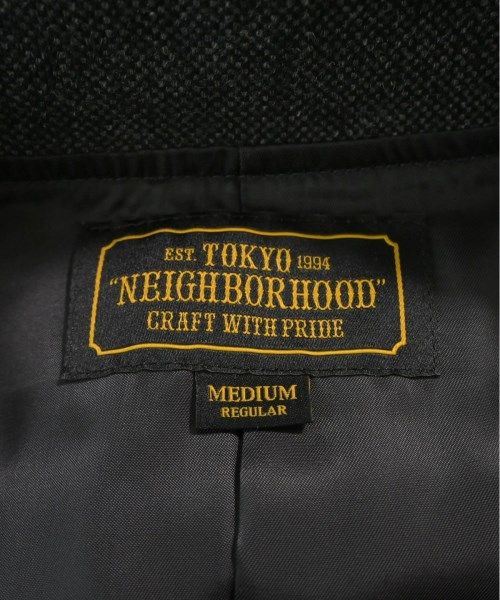 EST. TOKYO 1994
"NEIGHBORHOOD"
CRAFT WITH PRIDE
MEDIUM
REGULAR